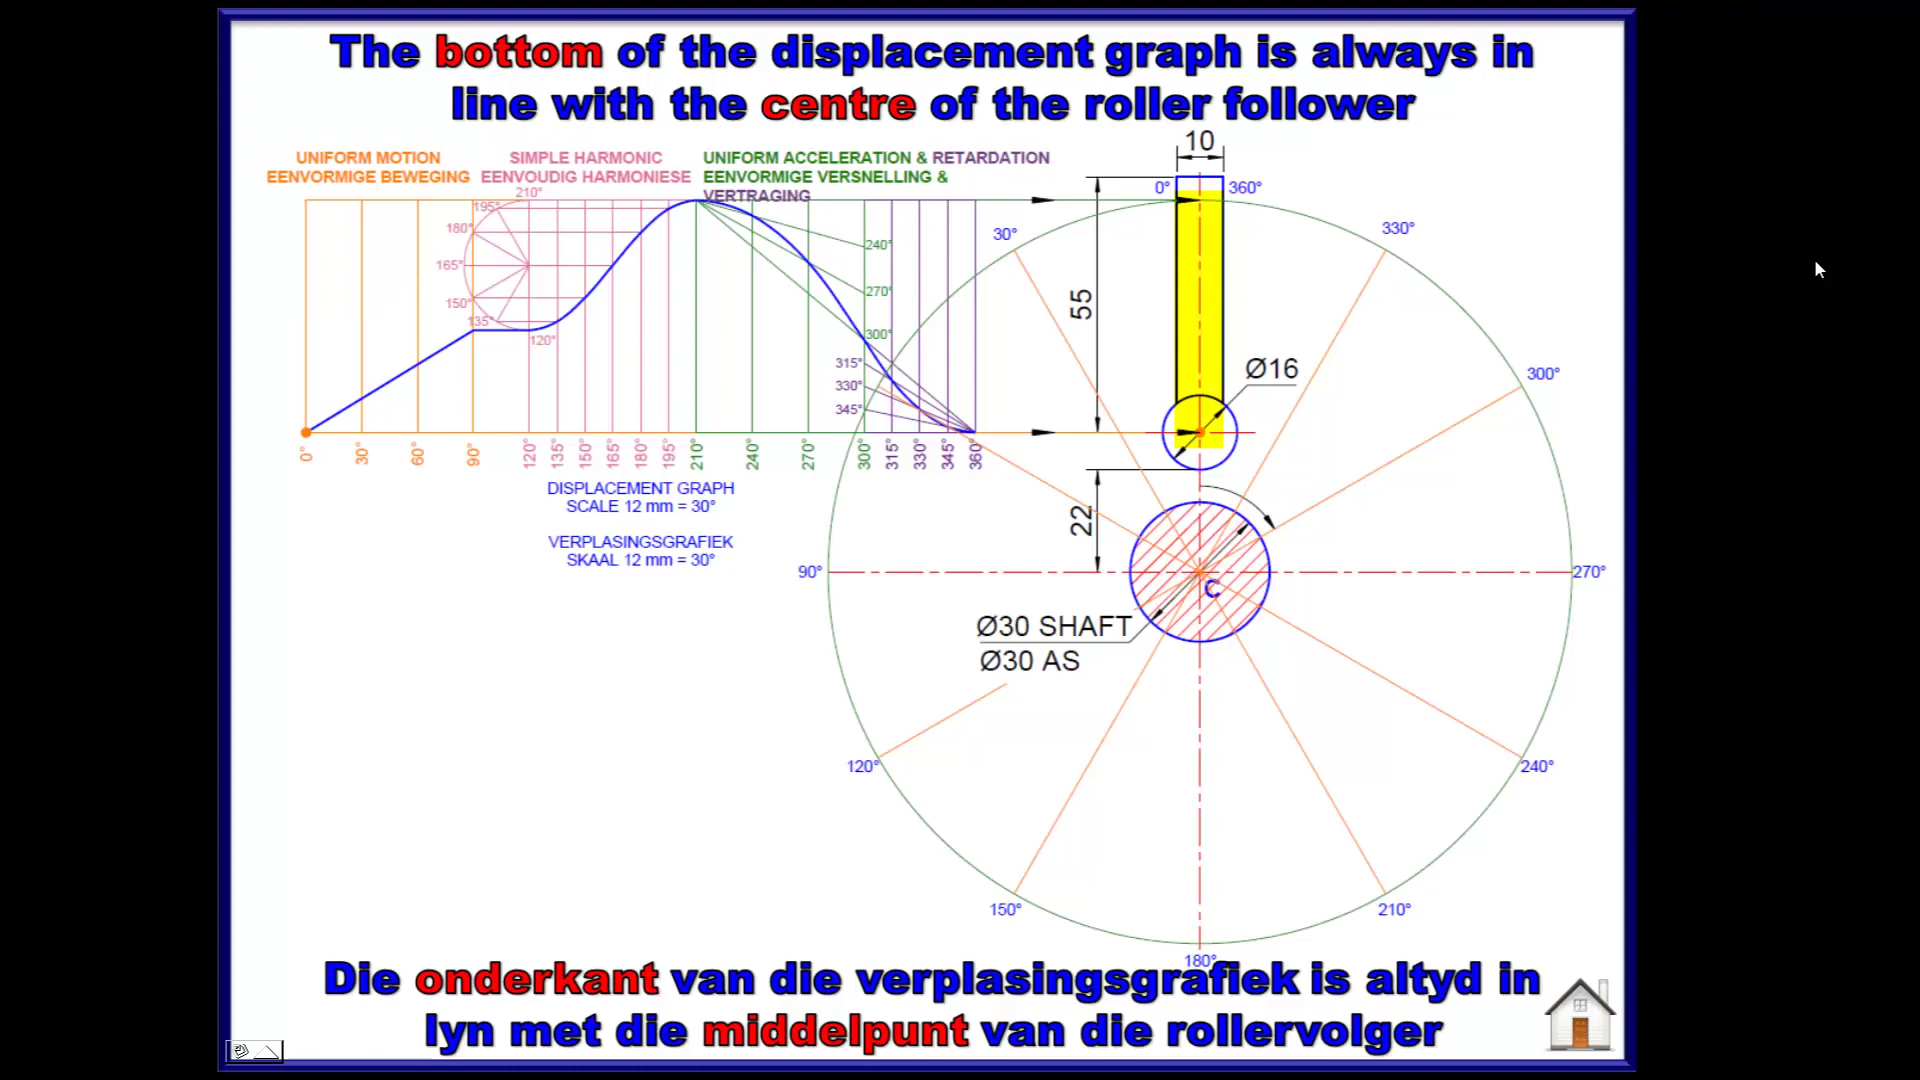 The bottom of the displacement graph is always in
line with the centre of the roller follower
10
UNIFORM MOTION
EENVORMIGE BEWEGING
SIMPLE HARMONIC
EENVOUDIG HARMONIESE
UNIFORM ACCELERATION & RETARDATION
EENVORMIGE VERSNELLING &
VERTRAGING
210°
195°
180°
165°
150°
135°
120°
240°
270°
300°
315°
330°
345°
0°
30°
60°
90°
120°
135°
150°
165°
180°
195°
210°
240°
270°
300°
315°
330°
345°
360°
DISPLACEMENT GRAPH
SCALE 12 mm = 30°
VERPLASINGSGRAFIEK
SKAAL 12 mm = 30°
0°
360°
30°
330°
55
Ø16
300°
22
90°
C
270°
Ø30 SHAFT
Ø30 AS
120°
240°
150°
210°
180°
Die onderkant van die verplasingsgrafiek is altyd in
lyn met die middelpunt van die rollervolger